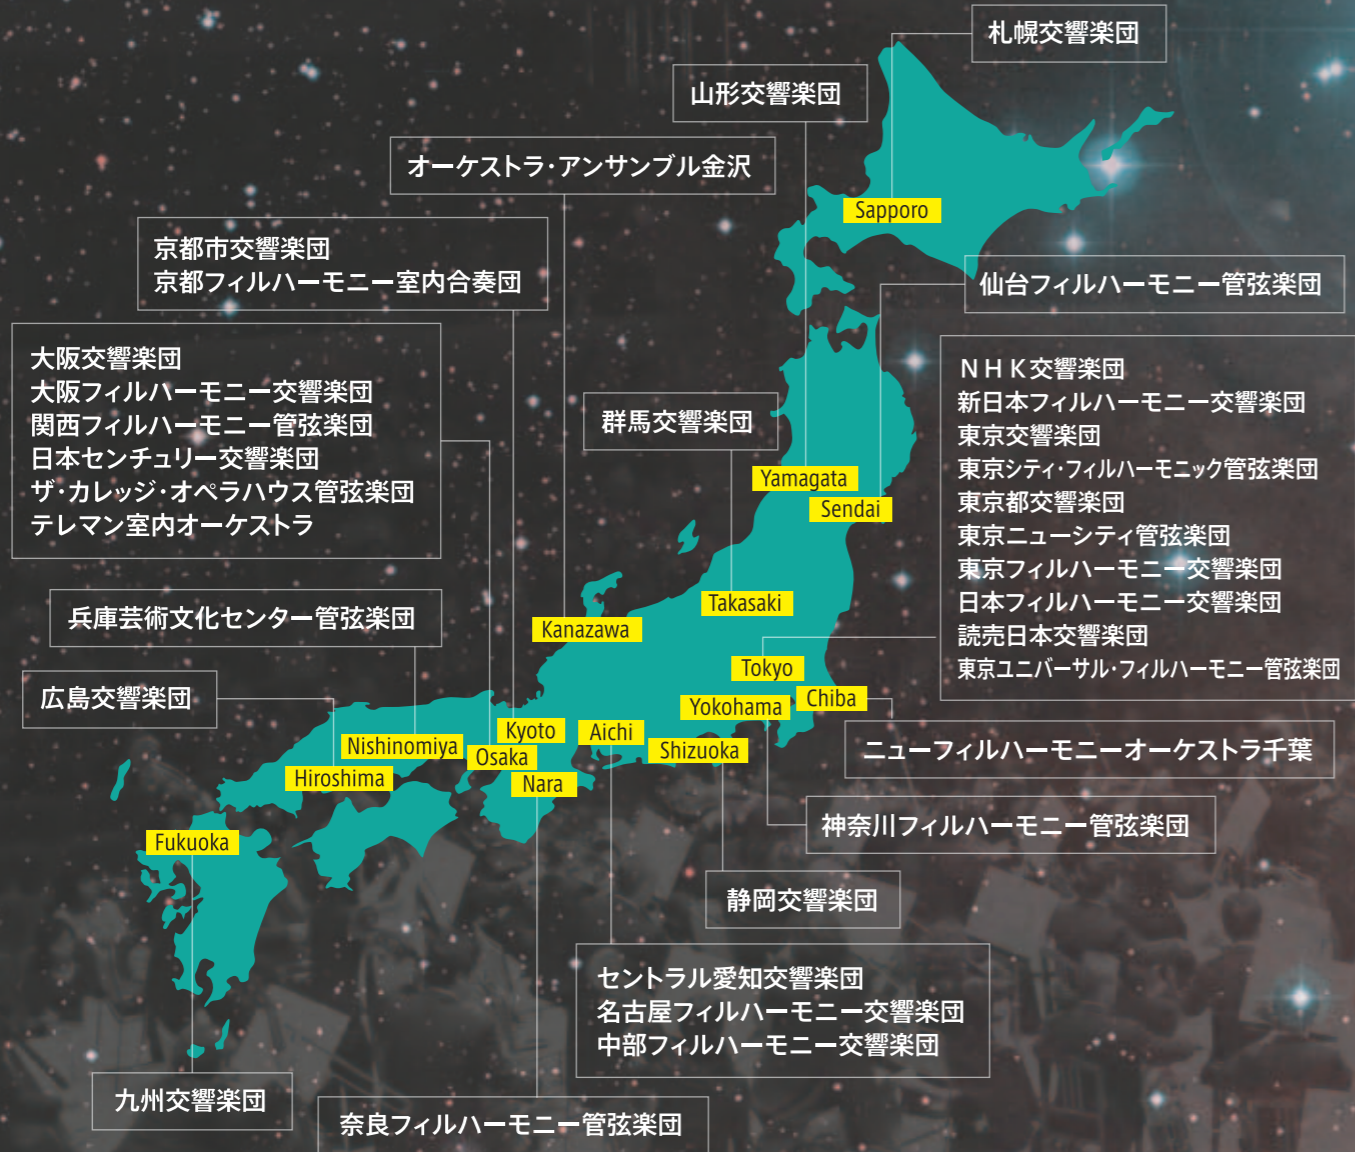 札幌交響楽団
山形交響楽団
オーケストラ・アンサンブル金沢
Sapporo
京都市交響楽団
京都フィルハーモニー室内合奏団
仙台フィルハーモニー管弦楽団
大阪交響楽団
大阪フィルハーモニー交響楽団
関西フィルハーモニー管弦楽団
日本センチュリー交響楽団
ザ・カレッジ・オペラハウス管弦楽団
テレマン室内オーケストラ
群馬交響楽団
ＮＨＫ交響楽団
新日本フィルハーモニー交響楽団
東京交響楽団
東京シティ・フィルハーモニック管弦楽団
東京都交響楽団
東京ニューシティ管弦楽団
東京フィルハーモニー交響楽団
日本フィルハーモニー交響楽団
読売日本交響楽団
東京ユニバーサル・フィルハーモニー管弦楽団
Yamagata
Sendai
Takasaki
兵庫芸術文化センター管弦楽団
Kanazawa
Tokyo
広島交響楽団
Chiba
Yokohama
Kyoto
Aichi
Nishinomiya
Osaka
Shizuoka
ニューフィルハーモニーオーケストラ千葉
Hiroshima
Nara
神奈川フィルハーモニー管弦楽団
Fukuoka
静岡交響楽団
セントラル愛知交響楽団
名古屋フィルハーモニー交響楽団
中部フィルハーモニー交響楽団
九州交響楽団
奈良フィルハーモニー管弦楽団